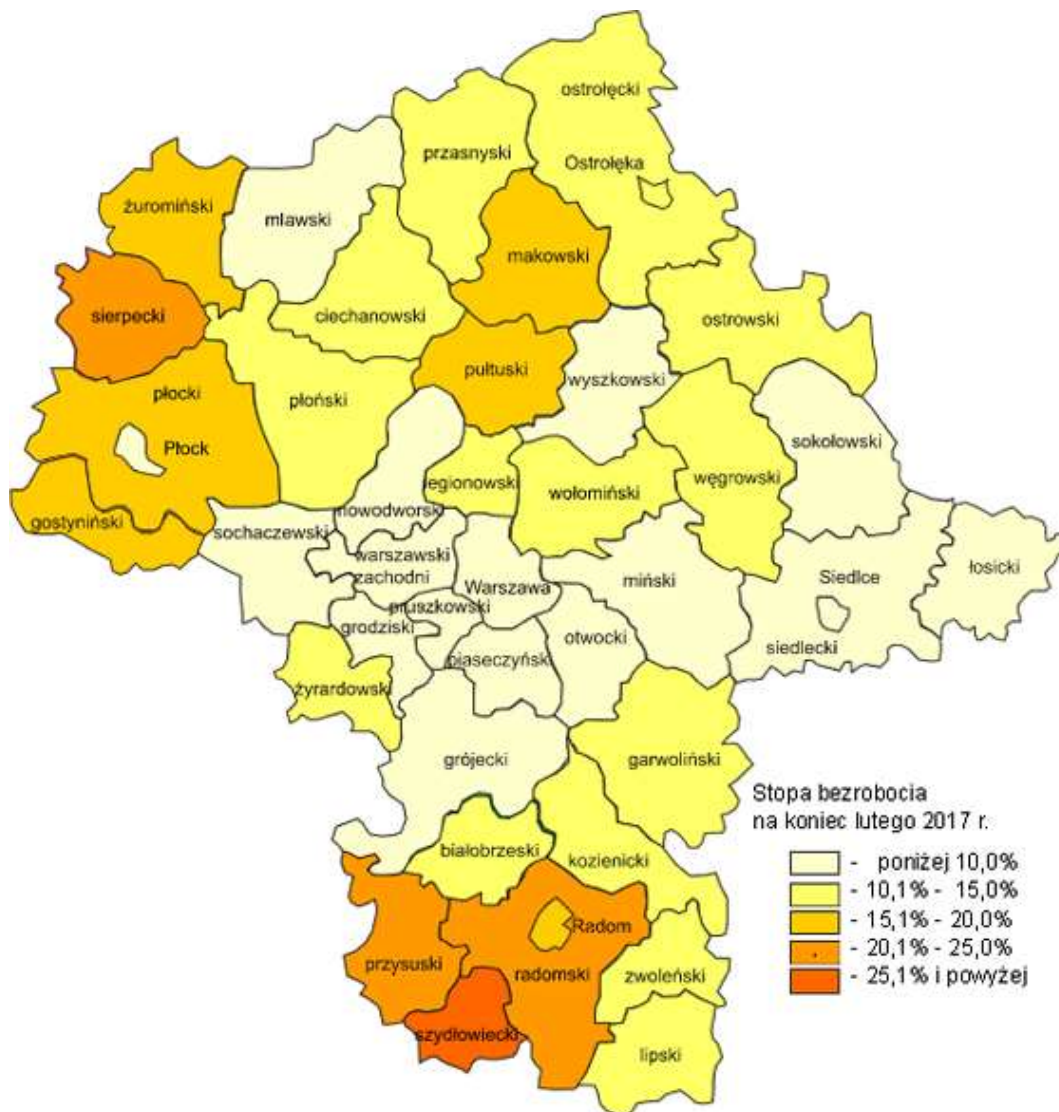 ostrołęcki
przasnyski
Ostrołęka
żuromiński
mlawski
makowski
sierpecki
ciechanowski
ostrowski
pułtuski
wyszkowski
płocki
płoński
sokołowski
Płock
legionowski
wołomiński
węgrowski
gostyniński
nowodworski
sochaczewski
warszawski
zachodni
Warszawa
miński
Siedlce
łosicki
pruszkowski
grodziski
otwocki
siedlecki
piaseczyński
żyrardowski
grójecki
garwoliński
białobrzeski
kozienicki
Radom
przysuski
radomski
zwoleński
szydłowiecki
lipski
Stopa bezrobocia
na koniec lutego 2017 r.
- poniżej 10,0%
- 10,1% - 15,0%
- 15,1% - 20,0%
- 20,1% - 25,0%
- 25,1% i powyżej